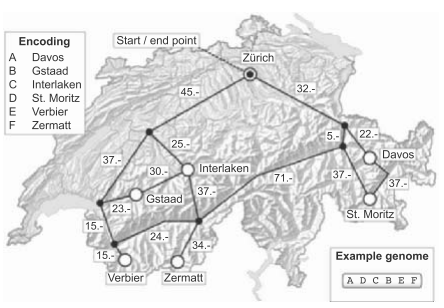 Encoding
A Davos
B Gstaad
C Interlaken
D St. Moritz
E Verbier
F Zermatt
Start / end point
Zürich
45.-
32.-
5.-
22.-
25.-
37.-
30.-
Interlaken
Davos
71.-
37.-
37.-
37.-
Gstaad
23.-
St. Moritz
15.-
24.-
34.-
15.-
Verbier
Zermatt
Example genome
A D C B E F